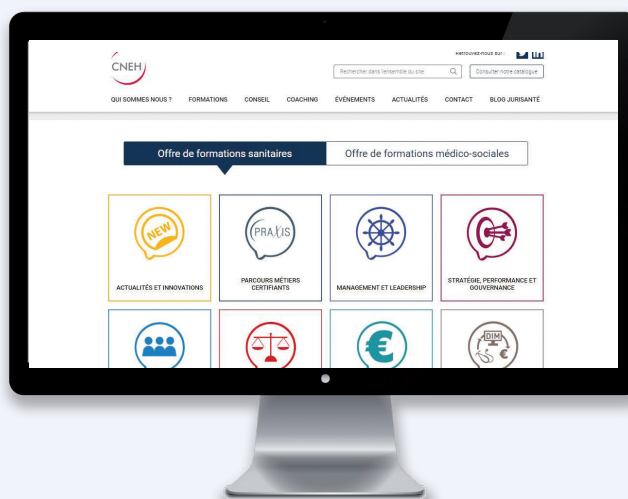 Retrouvez-nous sur :
CNEH
Rechercher dans l'ensemble du site
Consulter notre catalogue
QUI SOMMES NOUS ? FORMATIONS CONSEIL COACHING ÉVÉNEMENTS ACTUALITÉS CONTACT BLOG JURISANTÉ
Offre de formations sanitaires Offre de formations médico-sociales
NEW
PRAXIS
ACTUALITÉS ET INNOVATIONS
PARCOURS MÉTIERS
CERTIFIANTS
MANAGEMENT ET LEADERSHIP
STRATÉGIE, PERFORMANCE ET
GOUVERNANCE
€
DIM
€